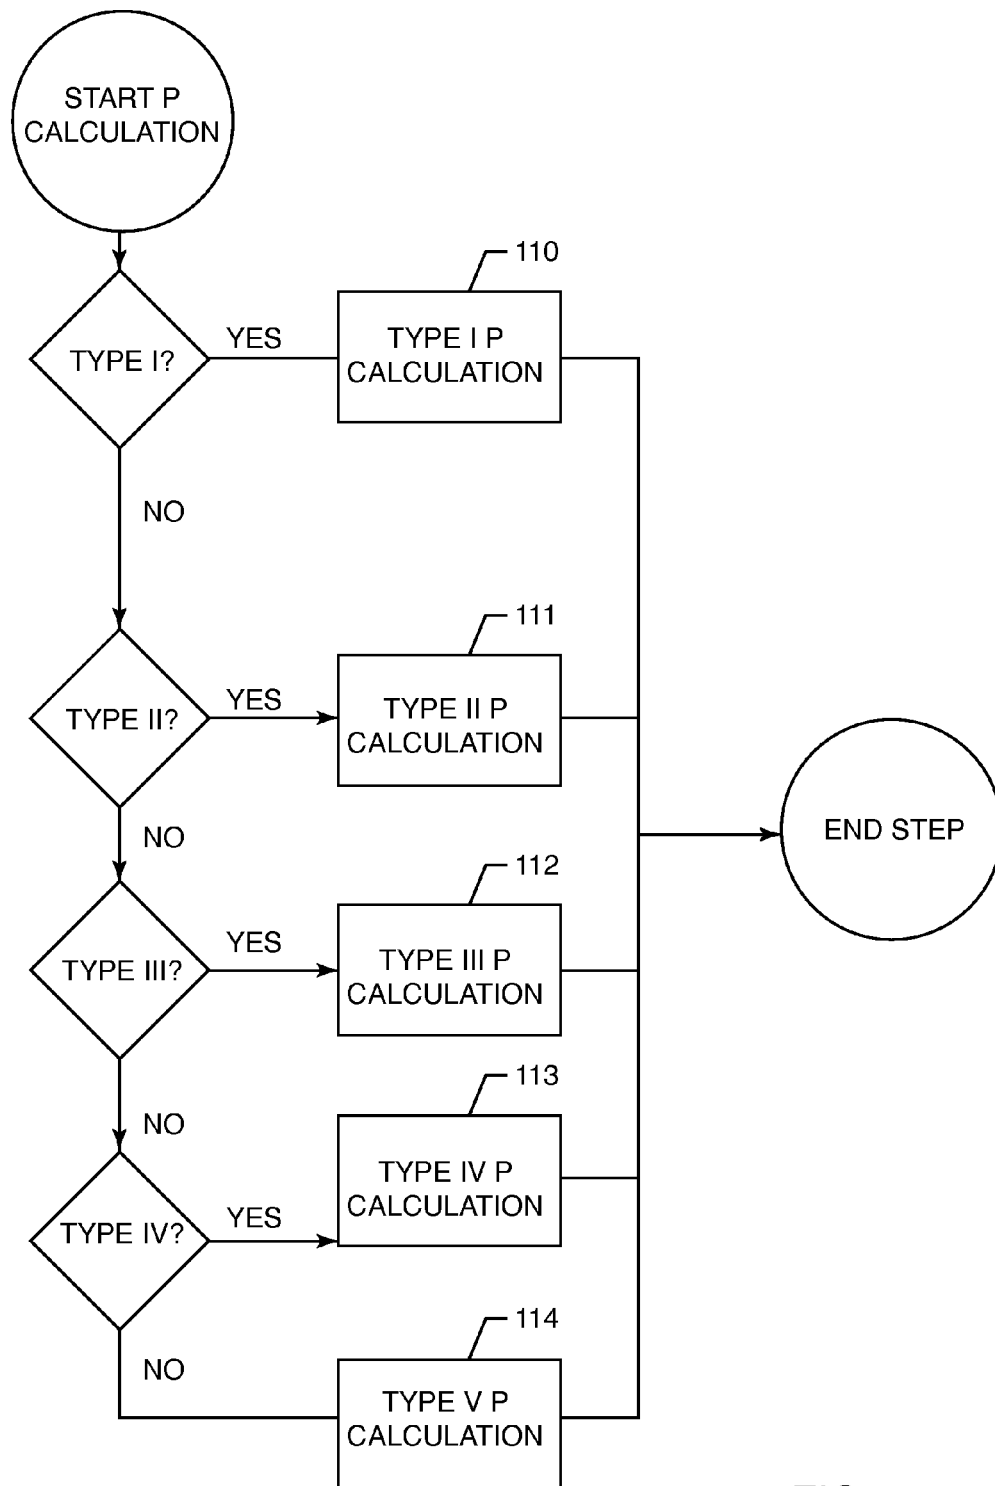 START P
CALCULATION
110
TYPE I?
YES
TYPE I P
CALCULATION
NO
111
TYPE II?
YES
TYPE II P
CALCULATION
END STEP
NO
112
TYPE III?
YES
TYPE III P
CALCULATION
NO
113
TYPE IV?
YES
TYPE IV P
CALCULATION
NO
114
TYPE V P
CALCULATION